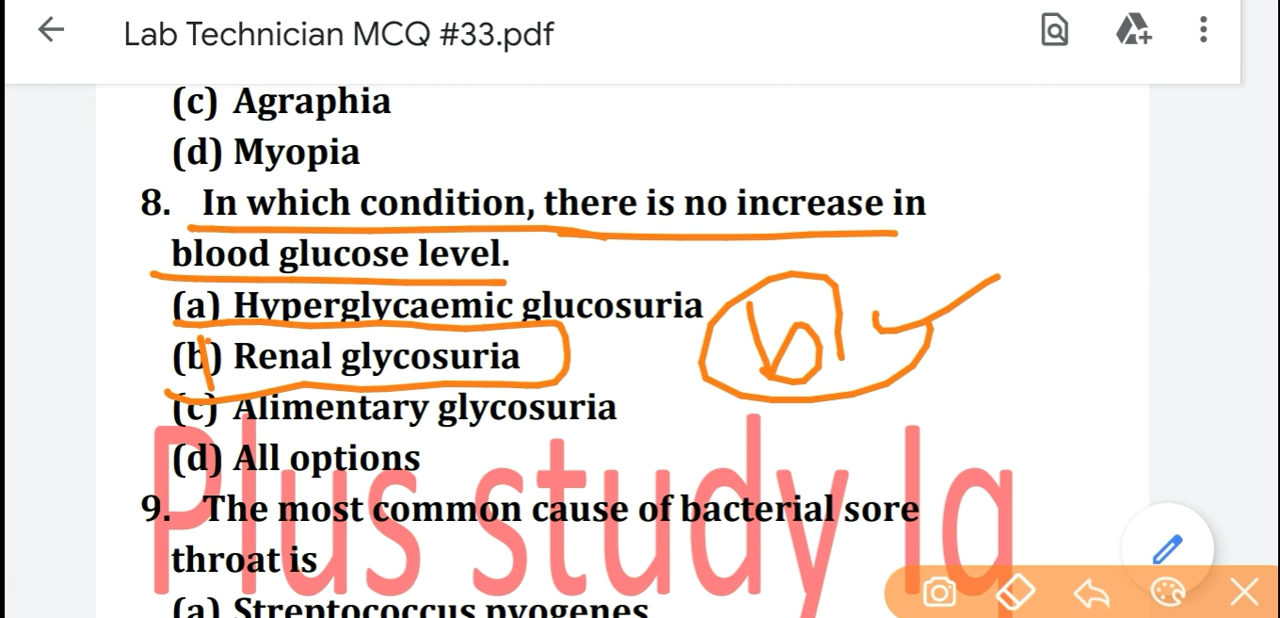 Lab Technician MCQ #33.pdf
(c) Agraphia
(d) Myopia
8. In which condition, there is no increase in
blood glucose level.
(a) Hyperglycaemic glucosuria
(b) Renal glycosuria
b
(c) Alimentary glycosuria
(d) All options
9. The most common cause of bacterial sore
throat is
(a) Streptococcus pyogenes
Plus study lq